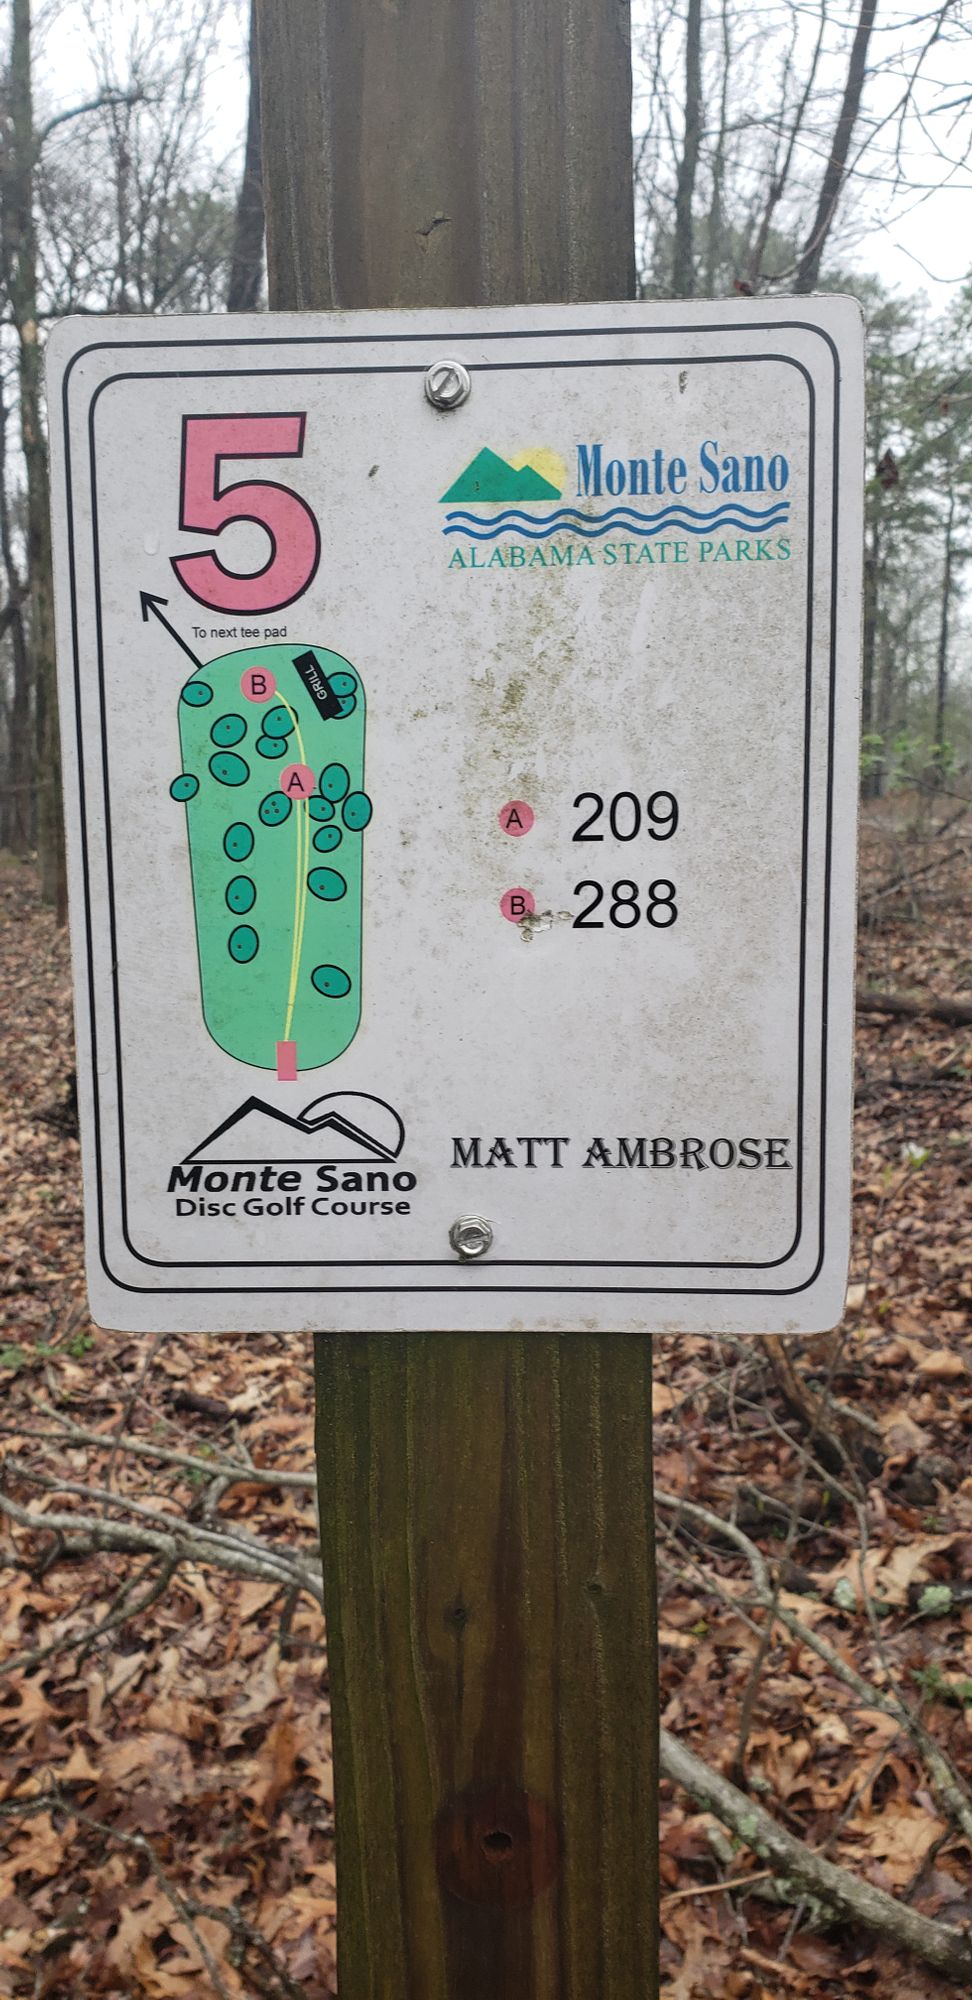 5
Monte Sano
ALABAMA STATE PARKS
To next tee pad
B
GRILL
A
A 209
B 288
Monte Sano
Disc Golf Course
MATT AMBROSE